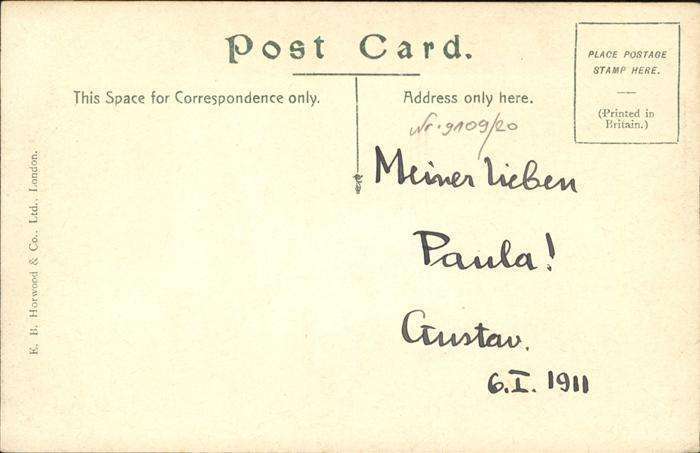 Post Card.
This Space for Correspondence only.
Address only here.
PLACE POSTAGE
STAMP HERE.
(Printed in
Britain.)
Nr. 9109/20
Meiner lieben
Paula!
Gustav.
6.I. 1911
E. B. Horwood & Co., Ltd., London.